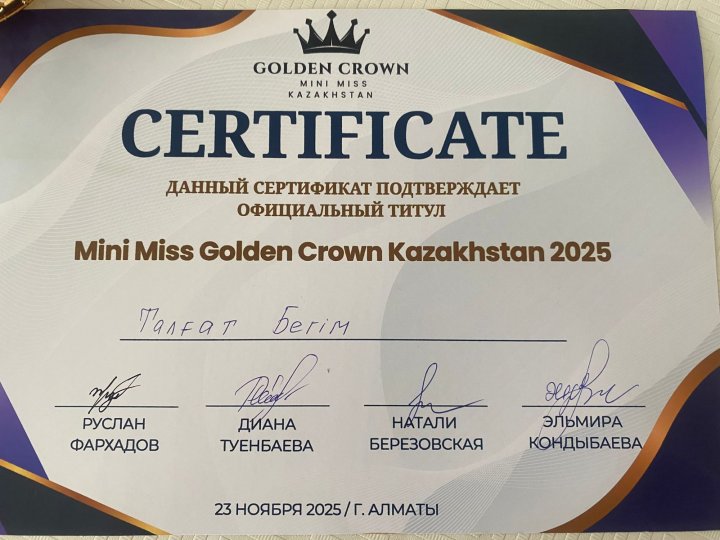 GOLDEN CROWN
MINI MISS
KAZAKHSTAN
CERTIFICATE
ДАННЫЙ СЕРТИФИКАТ ПОДТВЕРЖДАЕТ
ОФИЦИАЛЬНЫЙ ТИТУЛ
Mini Miss Golden Crown Kazakhstan 2025
Талғат Бегім
РУСЛАН
ФАРХАДОВ
ДИАНА
ТУЕНБАЕВА
НАТАЛИ
БЕРЕЗОВСКАЯ
ЭЛЬМИРА
КОНДЫБАЕВА
23 НОЯБРЯ 2025 / Г. АЛМАТЫ